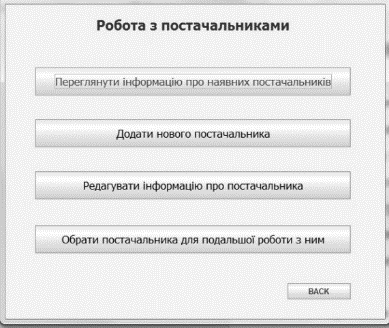 Робота з постачальниками
Переглянути інформацію про наявних постачальників
Додати нового постачальника
Редагувати інформацію про постачальника
Обрати постачальника для подальшої роботи з ним
BACK